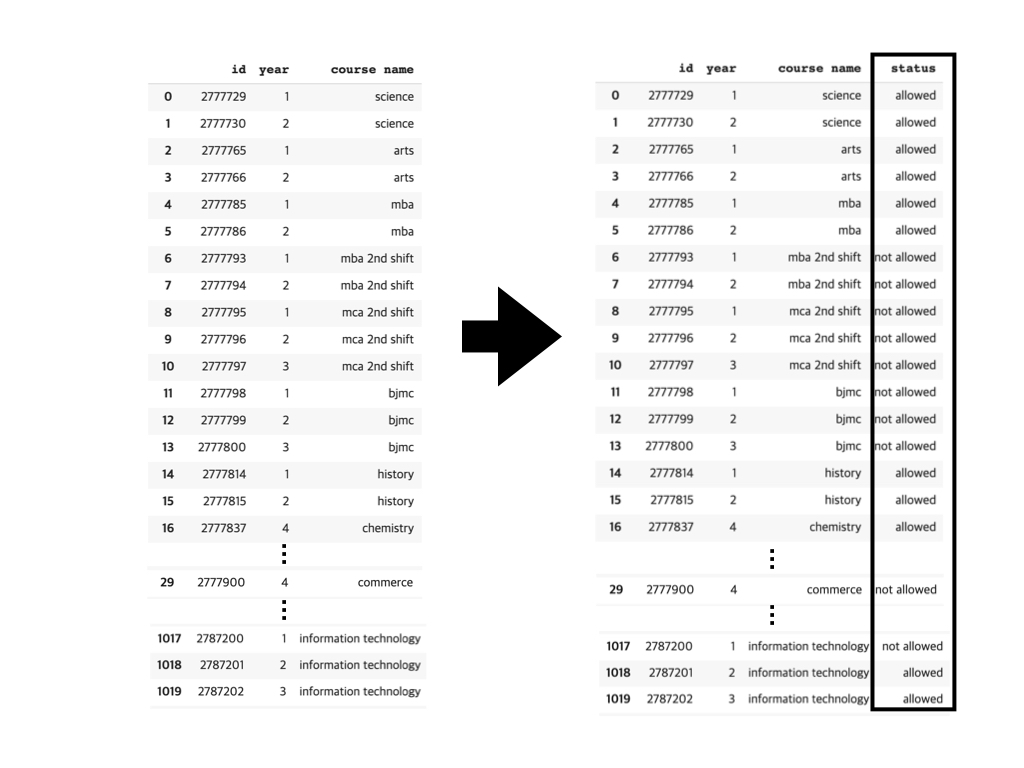 id year course name
0 2777729 1 science
1 2777730 2 science
2 2777765 1 arts
3 2777766 2 arts
4 2777785 1 mba
5 2777786 2 mba
6 2777793 1 mba 2nd shift
7 2777794 2 mba 2nd shift
8 2777795 1 mca 2nd shift
9 2777796 2 mca 2nd shift
10 2777797 3 mca 2nd shift
11 2777798 1 bjmc
12 2777799 2 bjmc
13 2777800 3 bjmc
14 2777814 1 history
15 2777815 2 history
16 2777837 4 chemistry
29 2777900 4 commerce
1017 2787200 1 information technology
1018 2787201 2 information technology
1019 2787202 3 information technology
id year course name status
0 2777729 1 science allowed
1 2777730 2 science allowed
2 2777765 1 arts allowed
3 2777766 2 arts allowed
4 2777785 1 mba allowed
5 2777786 2 mba allowed
6 2777793 1 mba 2nd shift not allowed
7 2777794 2 mba 2nd shift not allowed
8 2777795 1 mca 2nd shift not allowed
9 2777796 2 mca 2nd shift not allowed
10 2777797 3 mca 2nd shift not allowed
11 2777798 1 bjmc not allowed
12 2777799 2 bjmc not allowed
13 2777800 3 bjmc not allowed
14 2777814 1 history allowed
15 2777815 2 history allowed
16 2777837 4 chemistry allowed
29 2777900 4 commerce not allowed
1017 2787200 1 information technology not allowed
1018 2787201 2 information technology allowed
1019 2787202 3 information technology allowed